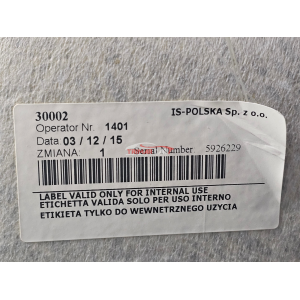 30002 IS-POLSKA Sp. z o.o.
Operator Nr. 1401
Data 03 / 12 / 15
ZMIANA: 1 Serial Number 5926229
LABEL VALID ONLY FOR INTERNAL USE
ETICHETTA VALIDA SOLO PER USO INTERNO
ETIKIETA TYLKO DO WEWNETRZNEGO UZYCIA